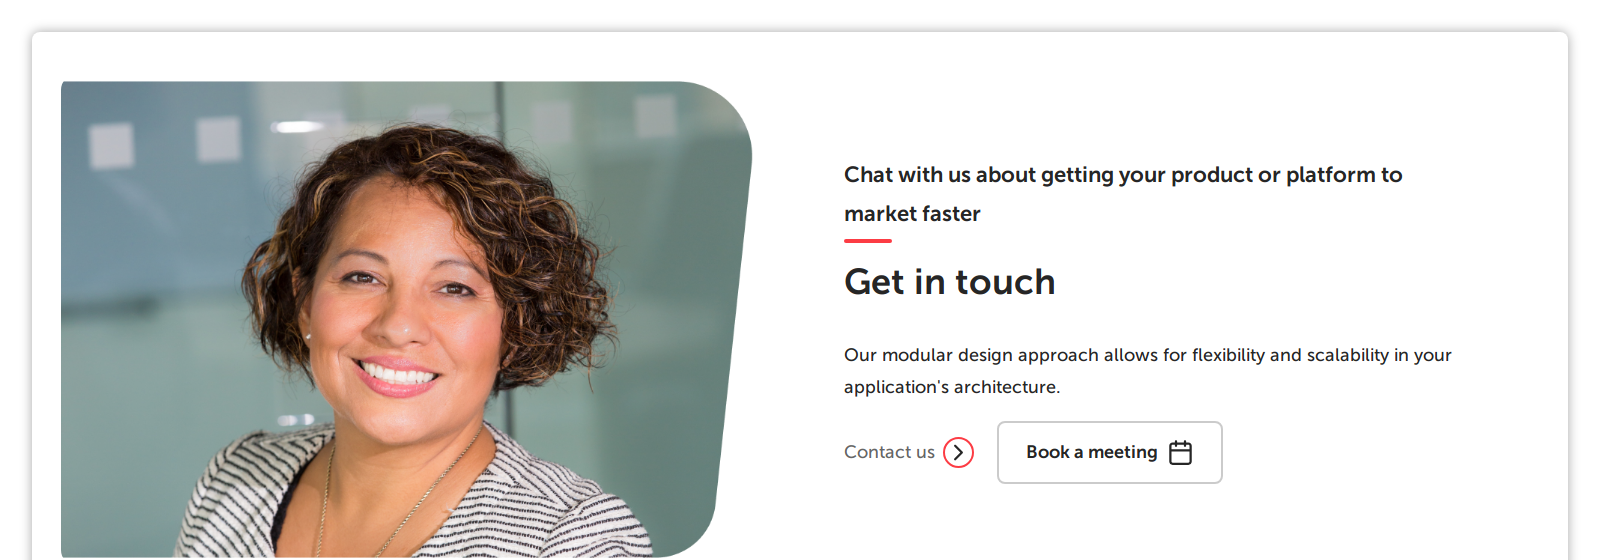 Chat with us about getting your product or platform to
market faster
Get in touch
Our modular design approach allows for flexibility and scalability in your
application's architecture.
Contact us
Book a meeting